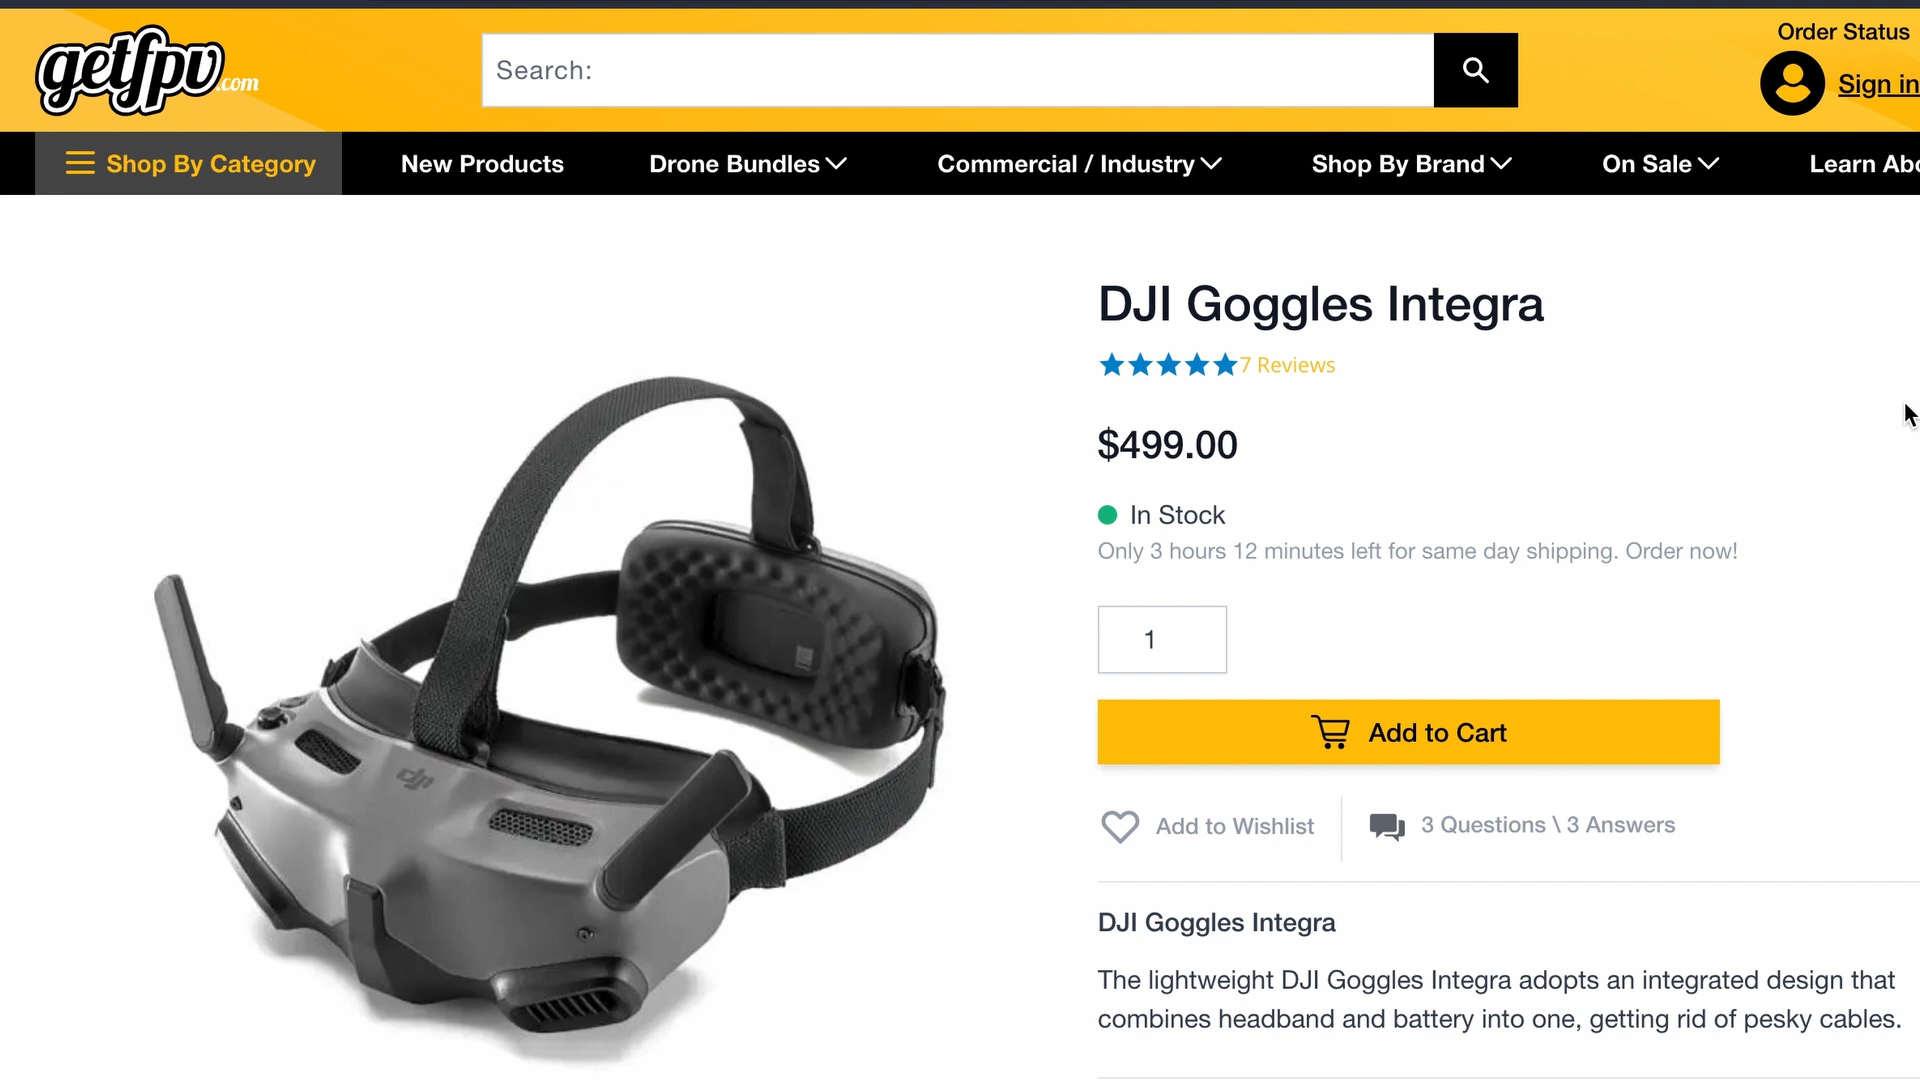 getfpv.com
Search:
Order Status
Sign in
Shop By Category
New Products
Drone Bundles
Commercial / Industry
Shop By Brand
On Sale
Learn Abo
DJI Goggles Integra
7 Reviews
$499.00
In Stock
Only 3 hours 12 minutes left for same day shipping. Order now!
1
Add to Cart
Add to Wishlist
3 Questions \ 3 Answers
DJI Goggles Integra
The lightweight DJI Goggles Integra adopts an integrated design that
combines headband and battery into one, getting rid of pesky cables.
dji